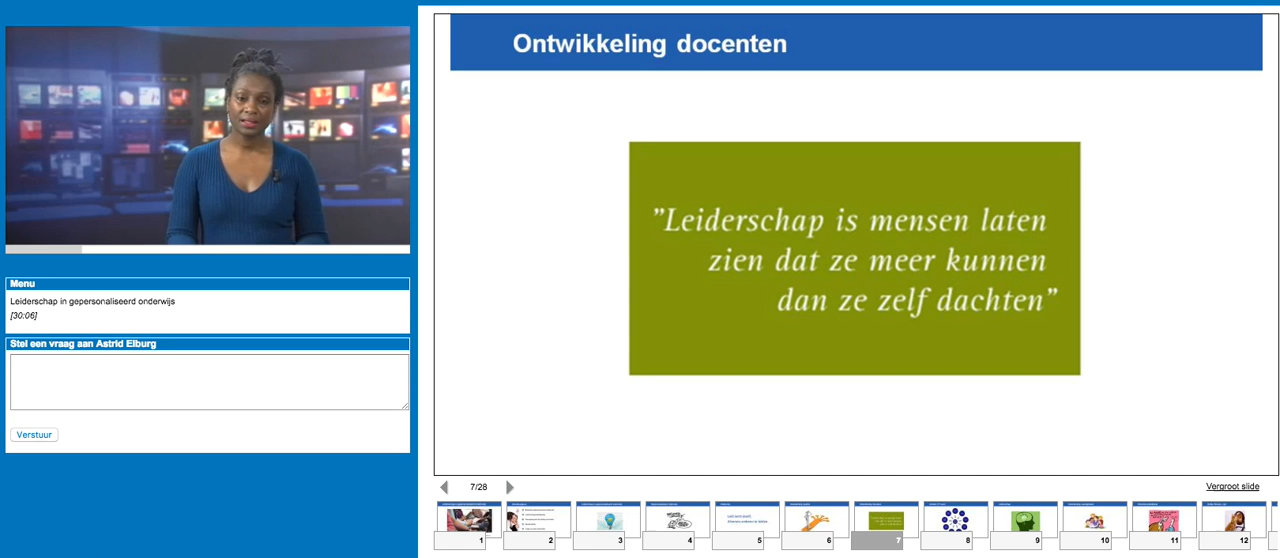 Ontwikkeling docenten
”Leiderschap is mensen laten
zien dat ze meer kunnen
dan ze zelf dachten”
Menu
Leiderschap in gepersonaliseerd onderwijs
[30:06]
Stel een vraag aan Astrid Elburg
Verstuur
7/28
Vergroot slide
1
2
3
4
5
6
7
8
9
10
11
12